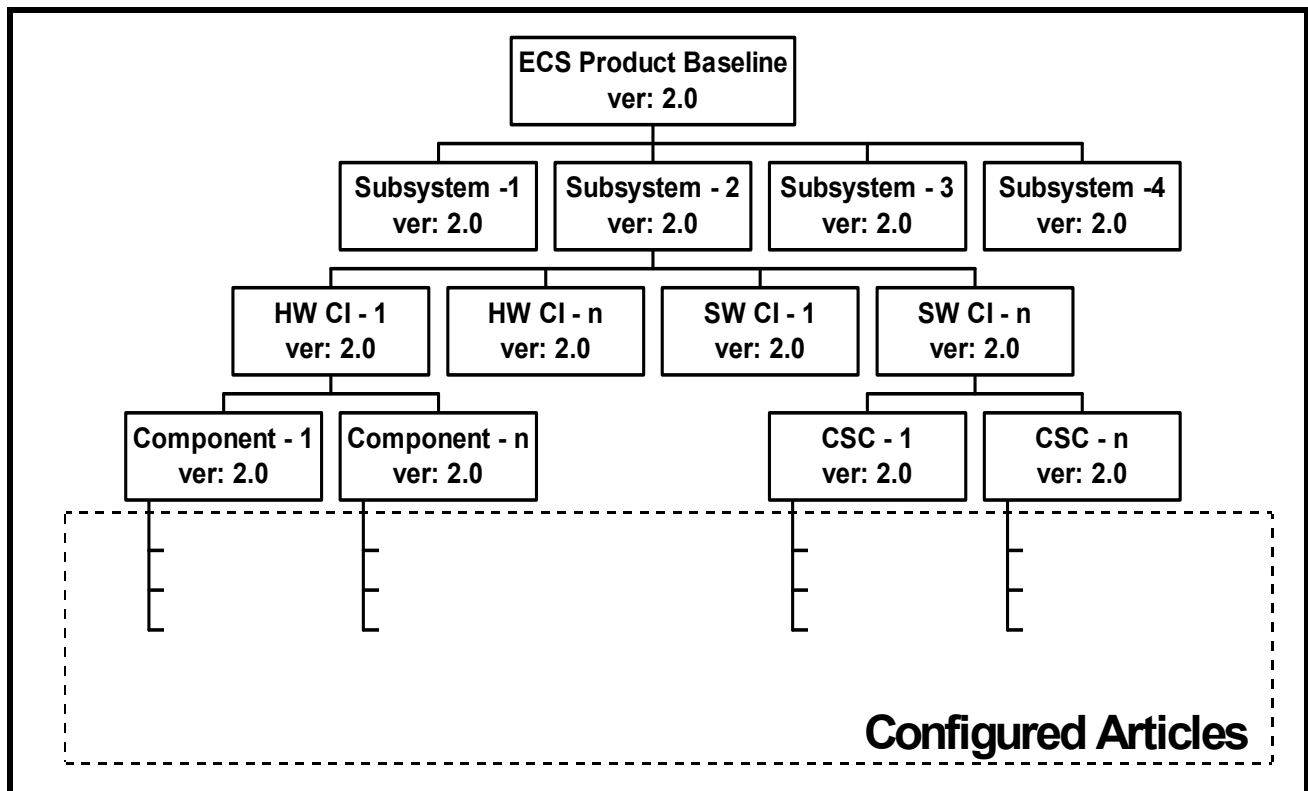 ECS Product Baseline
ver: 2.0
Subsystem -1
ver: 2.0
Subsystem - 2
ver: 2.0
Subsystem - 3
ver: 2.0
Subsystem -4
ver: 2.0
HW CI - 1
ver: 2.0
HW CI - n
ver: 2.0
SW CI - 1
ver: 2.0
SW CI - n
ver: 2.0
Component - 1
ver: 2.0
Component - n
ver: 2.0
CSC - 1
ver: 2.0
CSC - n
ver: 2.0
Configured Articles